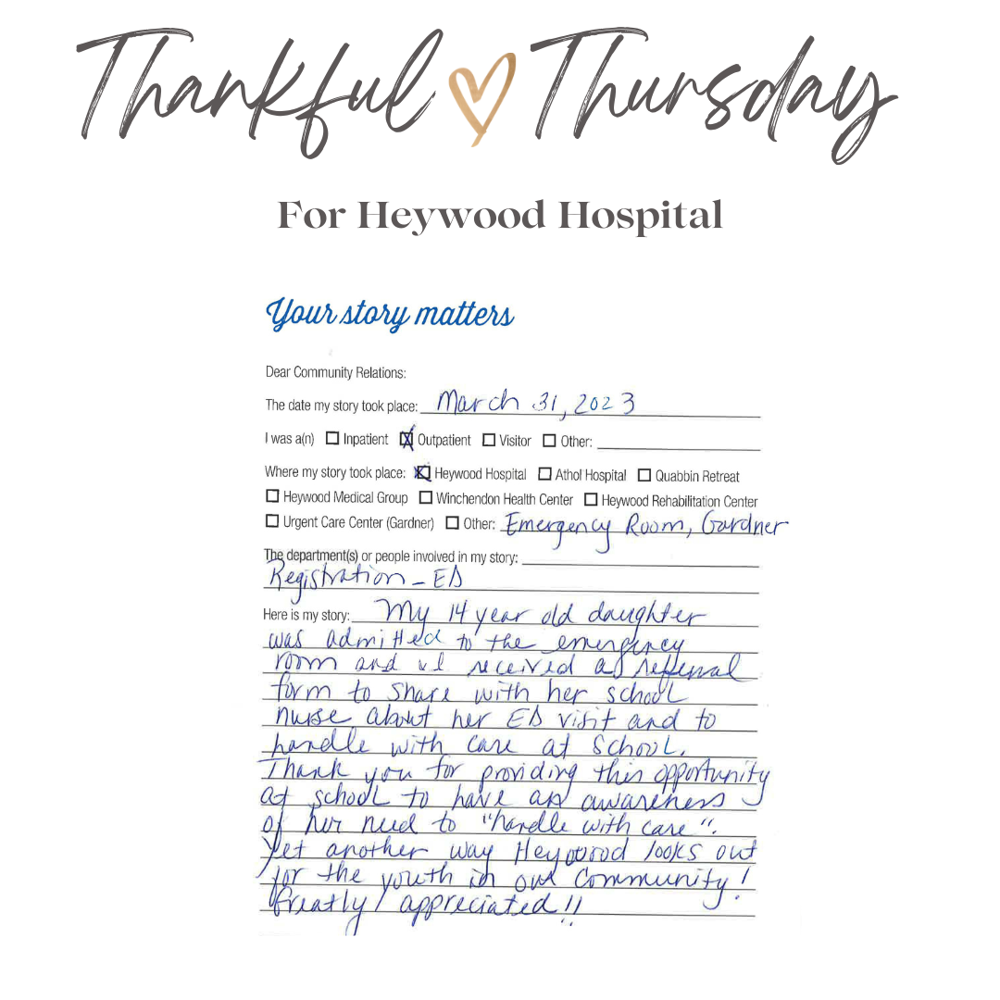 Thankful Thursday
For Heywood Hospital
Your story matters
Dear Community Relations:
The date my story took place: March 31, 2023
I was a(n) Inpatient Outpatient Visitor Other:
Where my story took place: Heywood Hospital Athol Hospital Quabbin Retreat
Heywood Medical Group Winchendon Health Center Heywood Rehabilitation Center
Urgent Care Center (Gardner) Other: Emergency Room, Gardner
The department(s) or people involved in my story:
Registration - ED
Here is my story: My 14 year old daughter
was admitted to the emergency
room and received a referral
form to share with her school
nurse about her ED visit and to
handle with care at school.
Thank you for providing this opportunity
at school to have an awareness
of her need to "handle with care".
Yet another way Heywood looks out
for the youth in our community!
Greatly appreciated!!